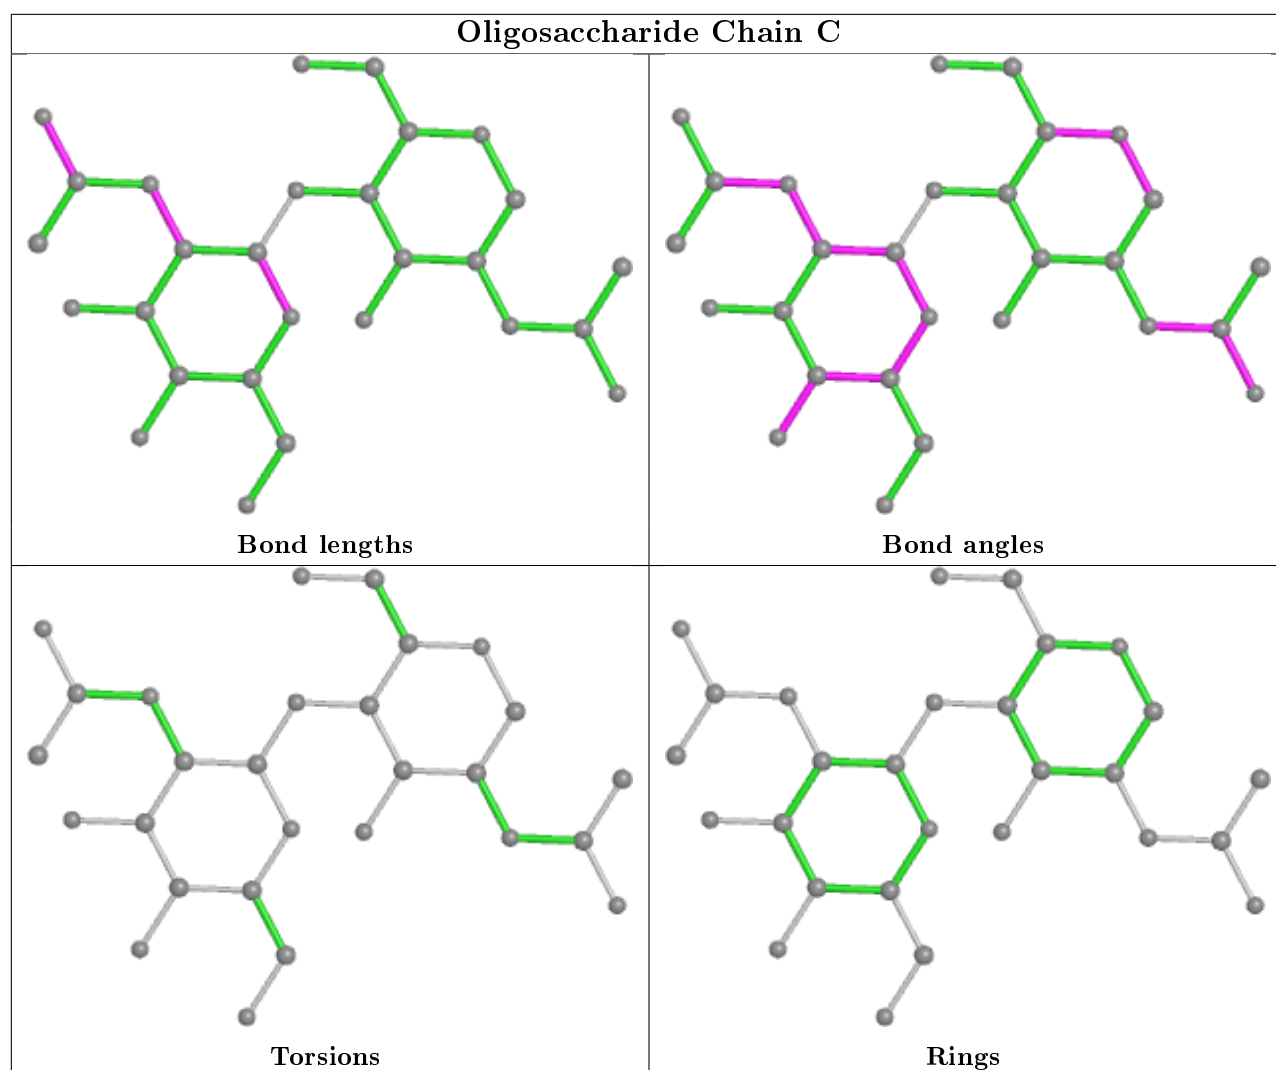 Oligosaccharide Chain C
Bond lengths
Bond angles
Torsions
Rings